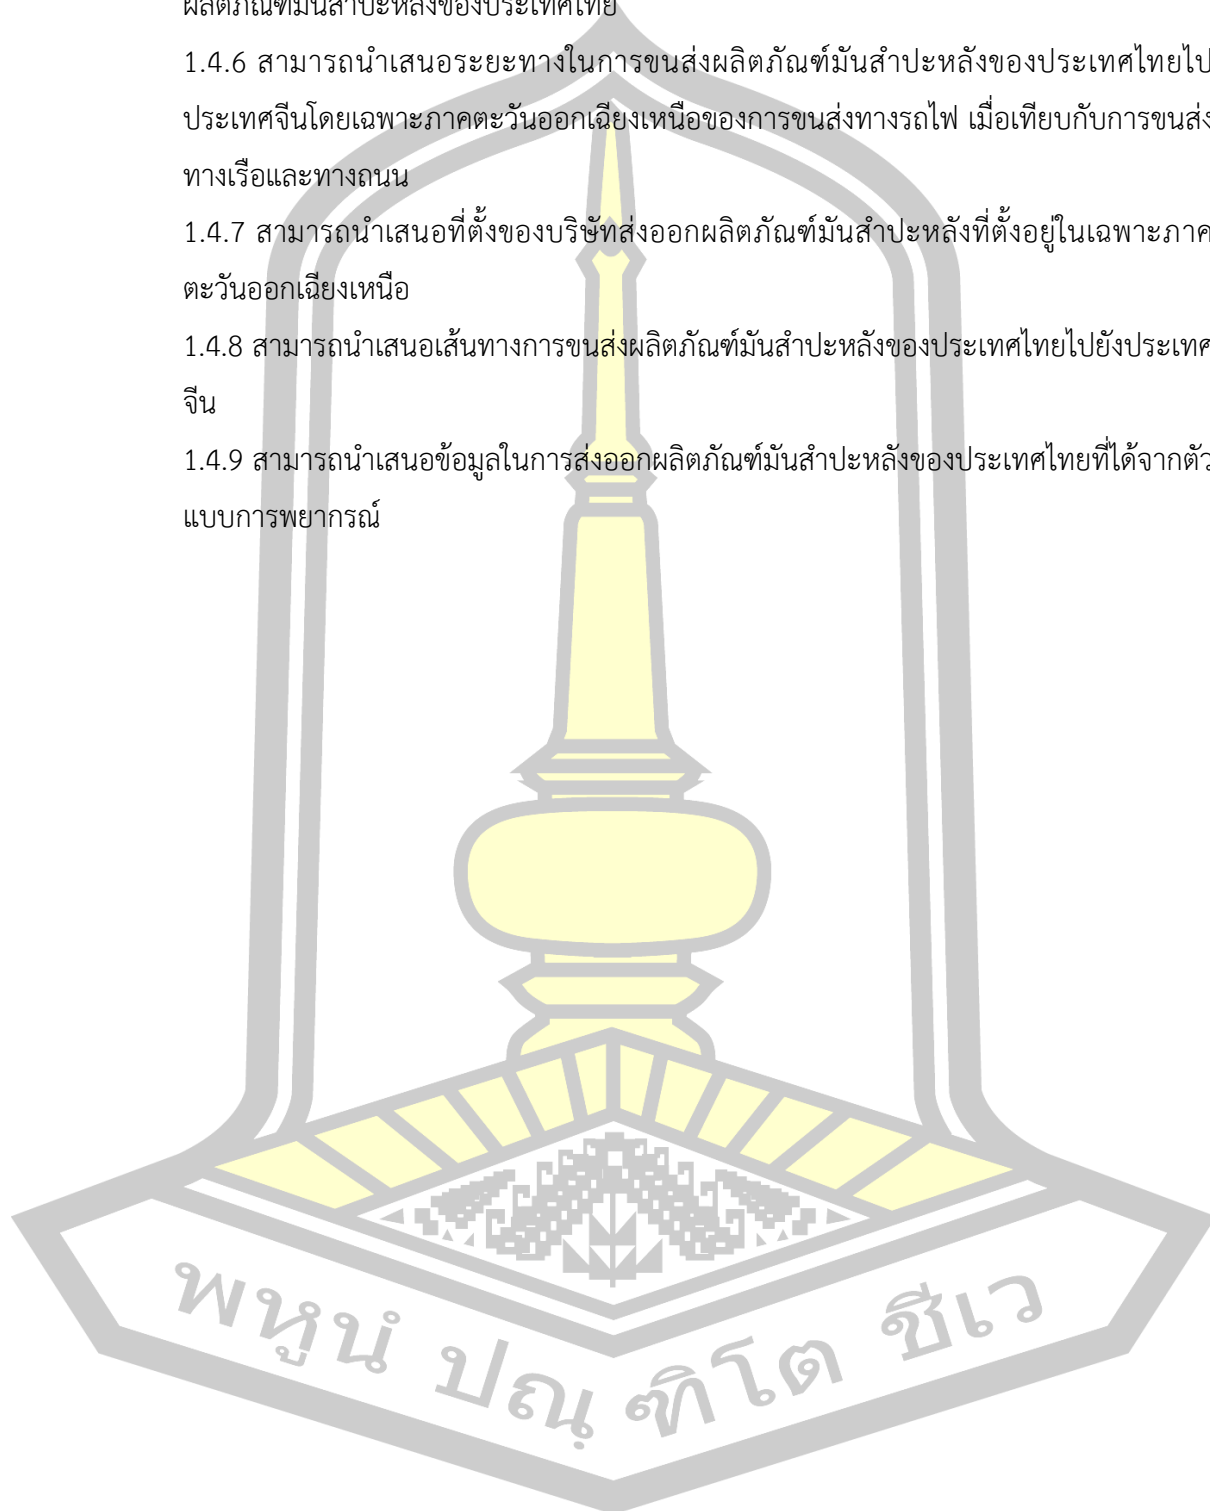 ผลิตภัณฑ์มันสำปะหลังของประเทศไทย
1.4.6 สามารถนำเสนอระยะทางในการขนส่งผลิตภัณฑ์มันสำปะหลังของประเทศไทยไป
ประเทศจีนโดยเฉพาะภาคตะวันออกเฉียงเหนือของการขนส่งทางรถไฟ เมื่อเทียบกับการขนส่ง
ทางเรือและทางถนน
1.4.7 สามารถนำเสนอที่ตั้งของบริษัทส่งออกผลิตภัณฑ์มันสำปะหลังที่ตั้งอยู่ในเฉพาะภาค
ตะวันออกเฉียงเหนือ
1.4.8 สามารถนำเสนอเส้นทางการขนส่งผลิตภัณฑ์มันสำปะหลังของประเทศไทยไปยังประเทศ
จีน
1.4.9 สามารถนำเสนอข้อมูลในการส่งออกผลิตภัณฑ์มันสำปะหลังของประเทศไทยที่ได้จากตัว
แบบการพยากรณ์
พหูนํ ปณฺ ฑิโต ชีเว